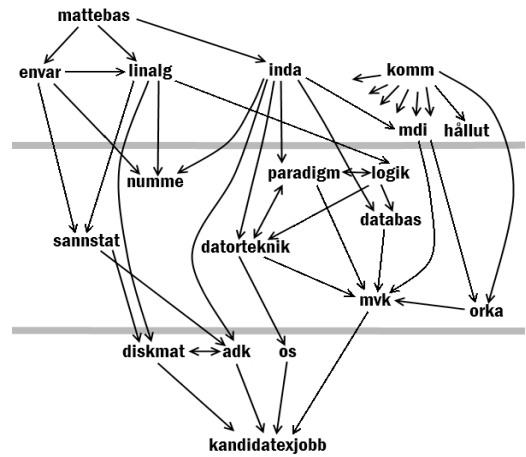 mattebas
envar linalg inda komm
mdi hållut
numme paradigm logik
databas
sannstat datorteknik
mvk orka
diskmat adk os
kandidatexjobb